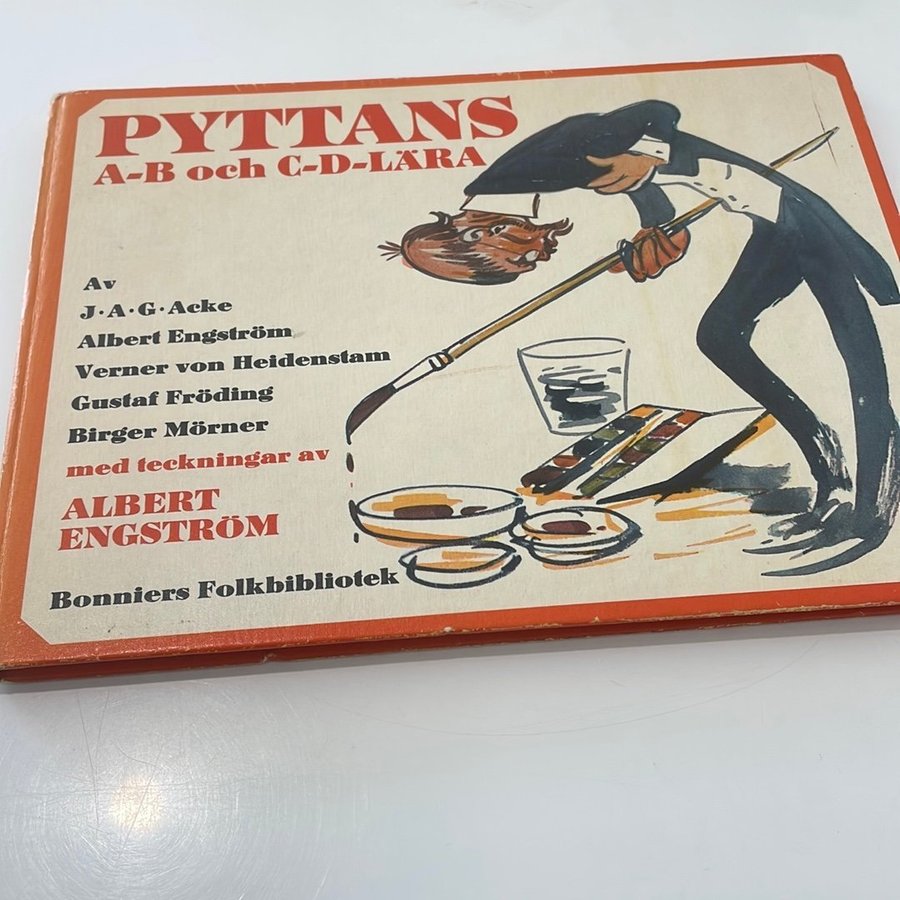 PYTTANS
A-B och C-D-LÄRA
Av
J·A·G·Acke
Albert Engström
Verner von Heidenstam
Gustaf Fröding
Birger Mörner
med teckningar av
ALBERT
ENGSTRÖM
Bonniers Folkbibliotek